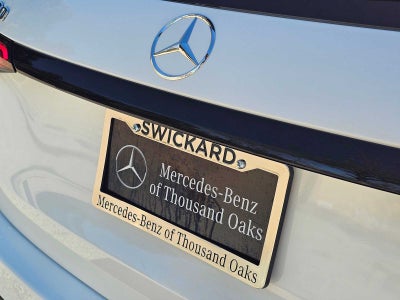 SWICKARD
Mercedes-Benz
of Thousand Oaks
Mercedes-Benz of Thousand Oaks